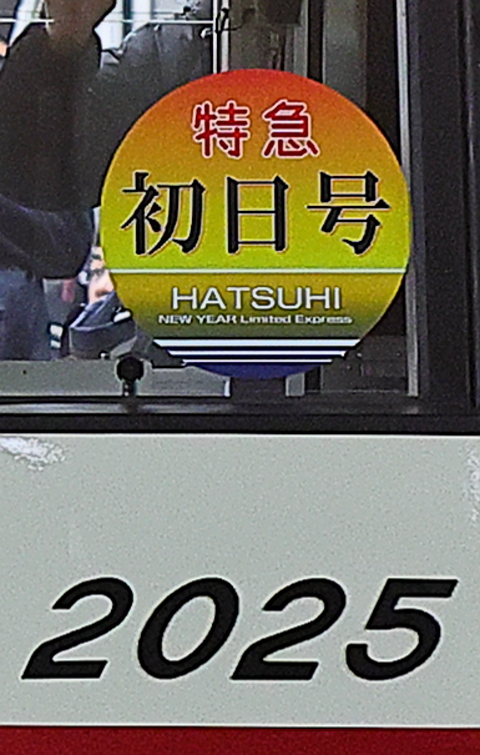 特急
初日号
HATSUHI
NEW YEAR Limited Express
2025